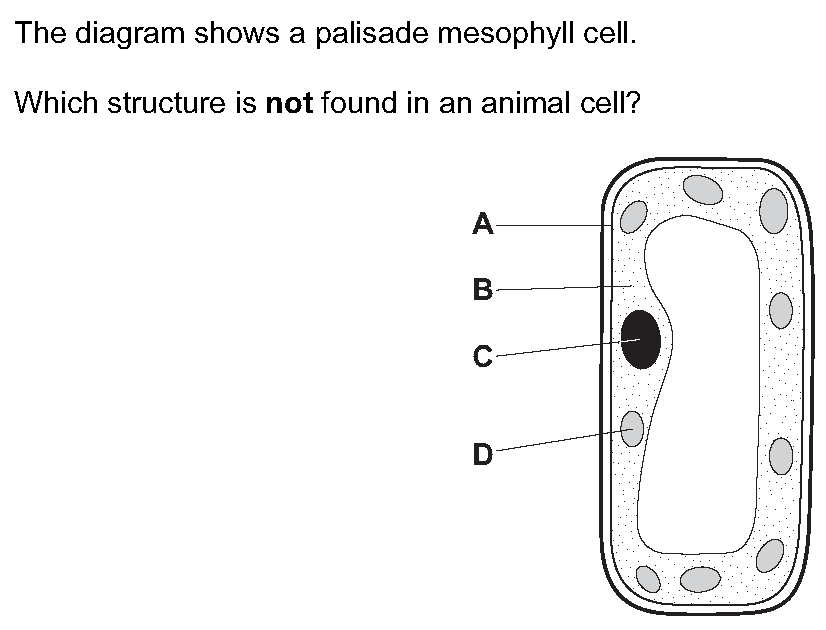 The diagram shows a palisade mesophyll cell.
Which structure is not found in an animal cell?
A
B
C
D